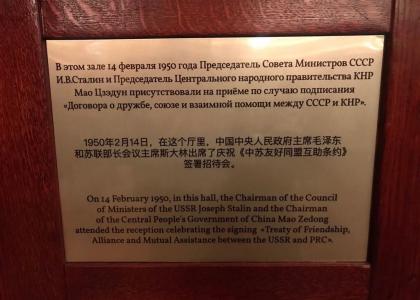 В этом зале 14 февраля 1950 года Председатель Совета Министров СССР
И.В.Сталин и Председатель Центрального народного правительства КНР
Мао Цзэдун присутствовали на приёме по случаю подписания
«Договора о дружбе, союзе и взаимной помощи между СССР и КНР».
1950年2月14日，在这个厅里，中国中央人民政府主席毛泽东
和苏联部长会议主席斯大林出席了庆祝《中苏友好同盟互助条约》
签署招待会。
On 14 February 1950, in this hall, the Chairman of the Council
of Ministers of the USSR Joseph Stalin and the Chairman
of the Central People's Government of China Mao Zedong
attended the reception celebrating the signing «Treaty of Friendship,
Alliance and Mutual Assistance between the USSR and PRC».